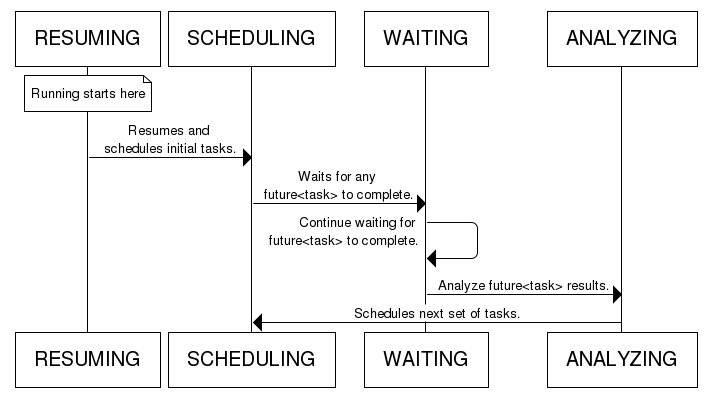 RESUMING
SCHEDULING
WAITING
ANALYZING
Running starts here
Resumes and
schedules initial tasks.
Waits for any
future<task> to complete.
Continue waiting for
future<task> to complete.
Analyze future<task> results.
Schedules next set of tasks.
RESUMING
SCHEDULING
WAITING
ANALYZING